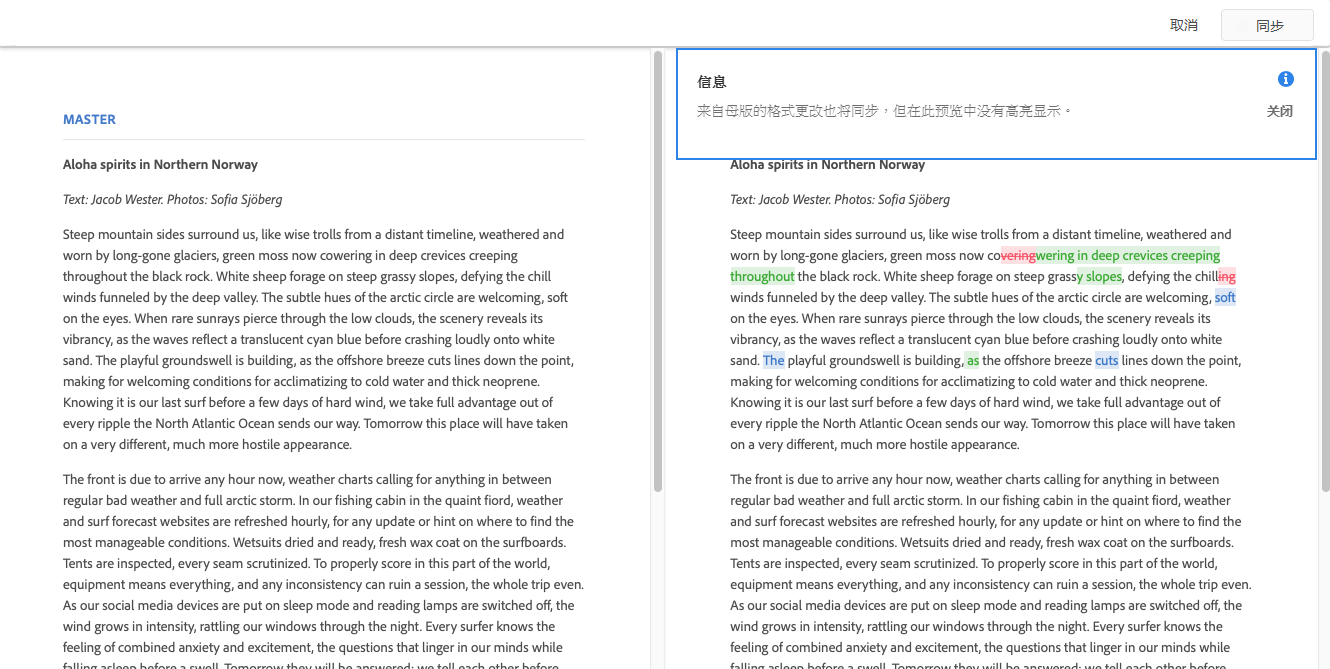 取消
同步
MASTER
Aloha spirits in Northern Norway
Text: Jacob Wester. Photos: Sofia Sjöberg
Steep mountain sides surround us, like wise trolls from a distant timeline, weathered and
worn by long-gone glaciers, green moss now cowering in deep crevices creeping
throughout the black rock. White sheep forage on steep grassy slopes, defying the chill
winds funneled by the deep valley. The subtle hues of the arctic circle are welcoming, soft
on the eyes. When rare sunrays pierce through the low clouds, the scenery reveals its
vibrancy, as the waves reflect a translucent cyan blue before crashing loudly onto white
sand. The playful groundswell is building, as the offshore breeze cuts lines down the point,
making for welcoming conditions for acclimatizing to cold water and thick neoprene.
Knowing it is our last surf before a few days of hard wind, we take full advantage out of
every ripple the North Atlantic Ocean sends our way. Tomorrow this place will have taken
on a very different, much more hostile appearance.
The front is due to arrive any hour now, weather charts calling for anything in between
regular bad weather and full arctic storm. In our fishing cabin in the quaint fiord, weather
and surf forecast websites are refreshed hourly, for any update or hint on where to find the
most manageable conditions. Wetsuits dried and ready, fresh wax coat on the surfboards.
Tents are inspected, every seam scrutinized. To properly score in this part of the world,
equipment means everything, and any inconsistency can ruin a session, the whole trip even.
As our social media devices are put on sleep mode and reading lamps are switched off, the
wind grows in intensity, rattling our windows through the night. Every surfer knows the
feeling of combined anxiety and excitement, the questions that linger in our minds while
falling asleep before a swell. Tomorrow they will be answered; we tell each other before
信息
来自母版的格式更改也将同步，但在此预览中没有高亮显示。
关闭
Aloha spirits in Northern Norway
Text: Jacob Wester. Photos: Sofia Sjöberg
Steep mountain sides surround us, like wise trolls from a distant timeline, weathered and
worn by long-gone glaciers, green moss now coveringwering in deep crevices creeping
throughout the black rock. White sheep forage on steep grassy slopes, defying the chilling
winds funneled by the deep valley. The subtle hues of the arctic circle are welcoming, soft
on the eyes. When rare sunrays pierce through the low clouds, the scenery reveals its
vibrancy, as the waves reflect a translucent cyan blue before crashing loudly onto white
sand. The playful groundswell is building, as the offshore breeze cuts lines down the point,
making for welcoming conditions for acclimatizing to cold water and thick neoprene.
Knowing it is our last surf before a few days of hard wind, we take full advantage out of
every ripple the North Atlantic Ocean sends our way. Tomorrow this place will have taken
on a very different, much more hostile appearance.
The front is due to arrive any hour now, weather charts calling for anything in between
regular bad weather and full arctic storm. In our fishing cabin in the quaint fiord, weather
and surf forecast websites are refreshed hourly, for any update or hint on where to find the
most manageable conditions. Wetsuits dried and ready, fresh wax coat on the surfboards.
Tents are inspected, every seam scrutinized. To properly score in this part of the world,
equipment means everything, and any inconsistency can ruin a session, the whole trip even.
As our social media devices are put on sleep mode and reading lamps are switched off, the
wind grows in intensity, rattling our windows through the night. Every surfer knows the
feeling of combined anxiety and excitement, the questions that linger in our minds while
falling asleep before a swell. Tomorrow they will be answered; we tell each other before